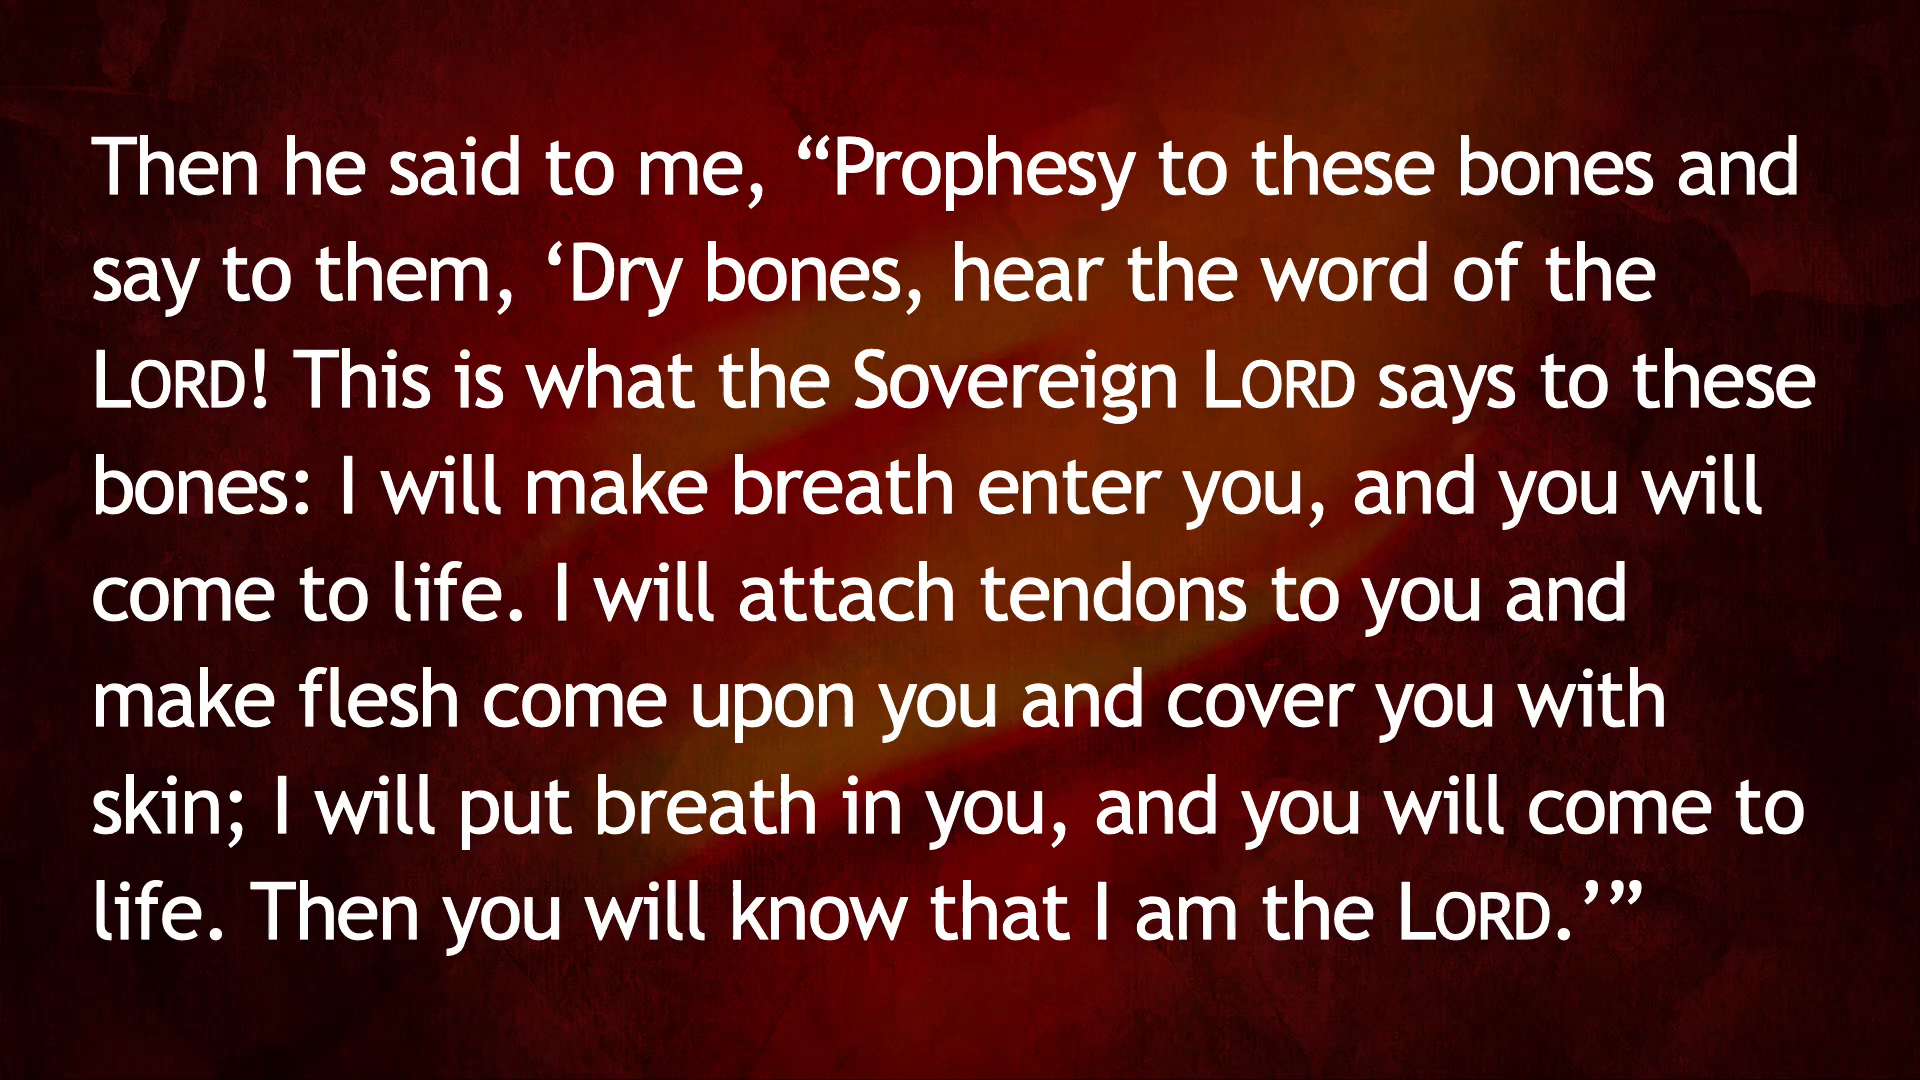 Then he said to me, “Prophesy to these bones and
say to them, ‘Dry bones, hear the word of the
LORD! This is what the Sovereign LORD says to these
bones: I will make breath enter you, and you will
come to life. I will attach tendons to you and
make flesh come upon you and cover you with
skin; I will put breath in you, and you will come to
life. Then you will know that I am the LORD.’”